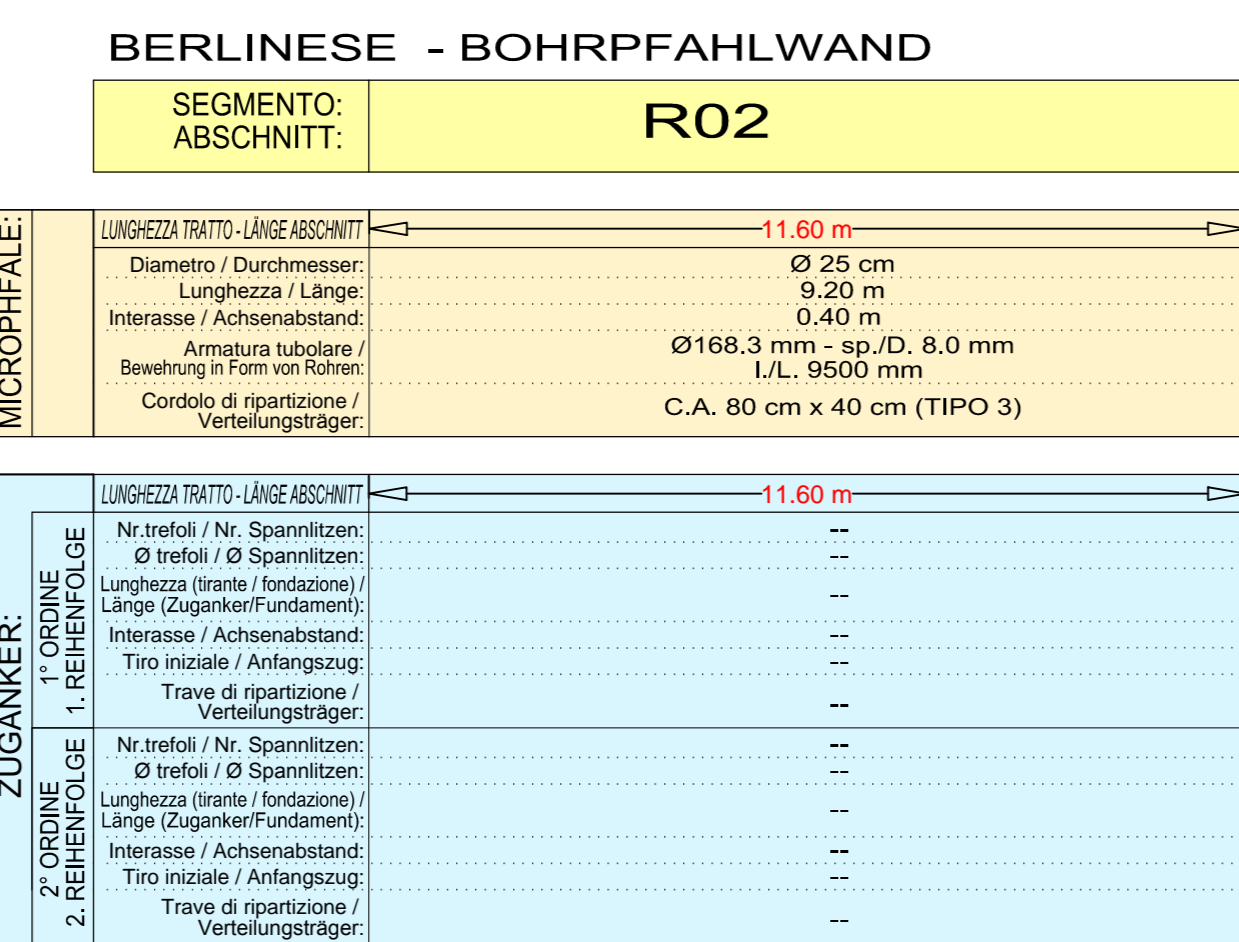 BERLINESE - BOHRPFAHLWAND
SEGMENTO:
ABSCHNITT:
R02
MICROPHFALE:
LUNGHEZZA TRATTO - LÄNGE ABSCHNITT
11.60 m
Diametro / Durchmesser:
Ø 25 cm
Lunghezza / Länge:
9.20 m
Interasse / Achsenabstand:
0.40 m
Armatura tubolare /
Bewehrung in Form von Rohren:
Ø168.3 mm - sp./D. 8.0 mm
I./L. 9500 mm
Cordolo di ripartizione /
Verteilungsträger:
C.A. 80 cm x 40 cm (TIPO 3)
ZUGANKER:
LUNGHEZZA TRATTO - LÄNGE ABSCHNITT
11.60 m
1° ORDINE
1. REIHENFOLGE
Nr.trefoli / Nr. Spannlitzen:
--
Ø trefoli / Ø Spannlitzen:
--
Lunghezza (tirante / fondazione) /
Länge (Zuganker/Fundament):
--
Interasse / Achsenabstand:
--
Tiro iniziale / Anfangszug:
--
Trave di ripartizione /
Verteilungsträger:
--
2° ORDINE
2. REIHENFOLGE
Nr.trefoli / Nr. Spannlitzen:
--
Ø trefoli / Ø Spannlitzen:
--
Lunghezza (tirante / fondazione) /
Länge (Zuganker/Fundament):
--
Interasse / Achsenabstand:
--
Tiro iniziale / Anfangszug:
--
Trave di ripartizione /
Verteilungsträger:
--